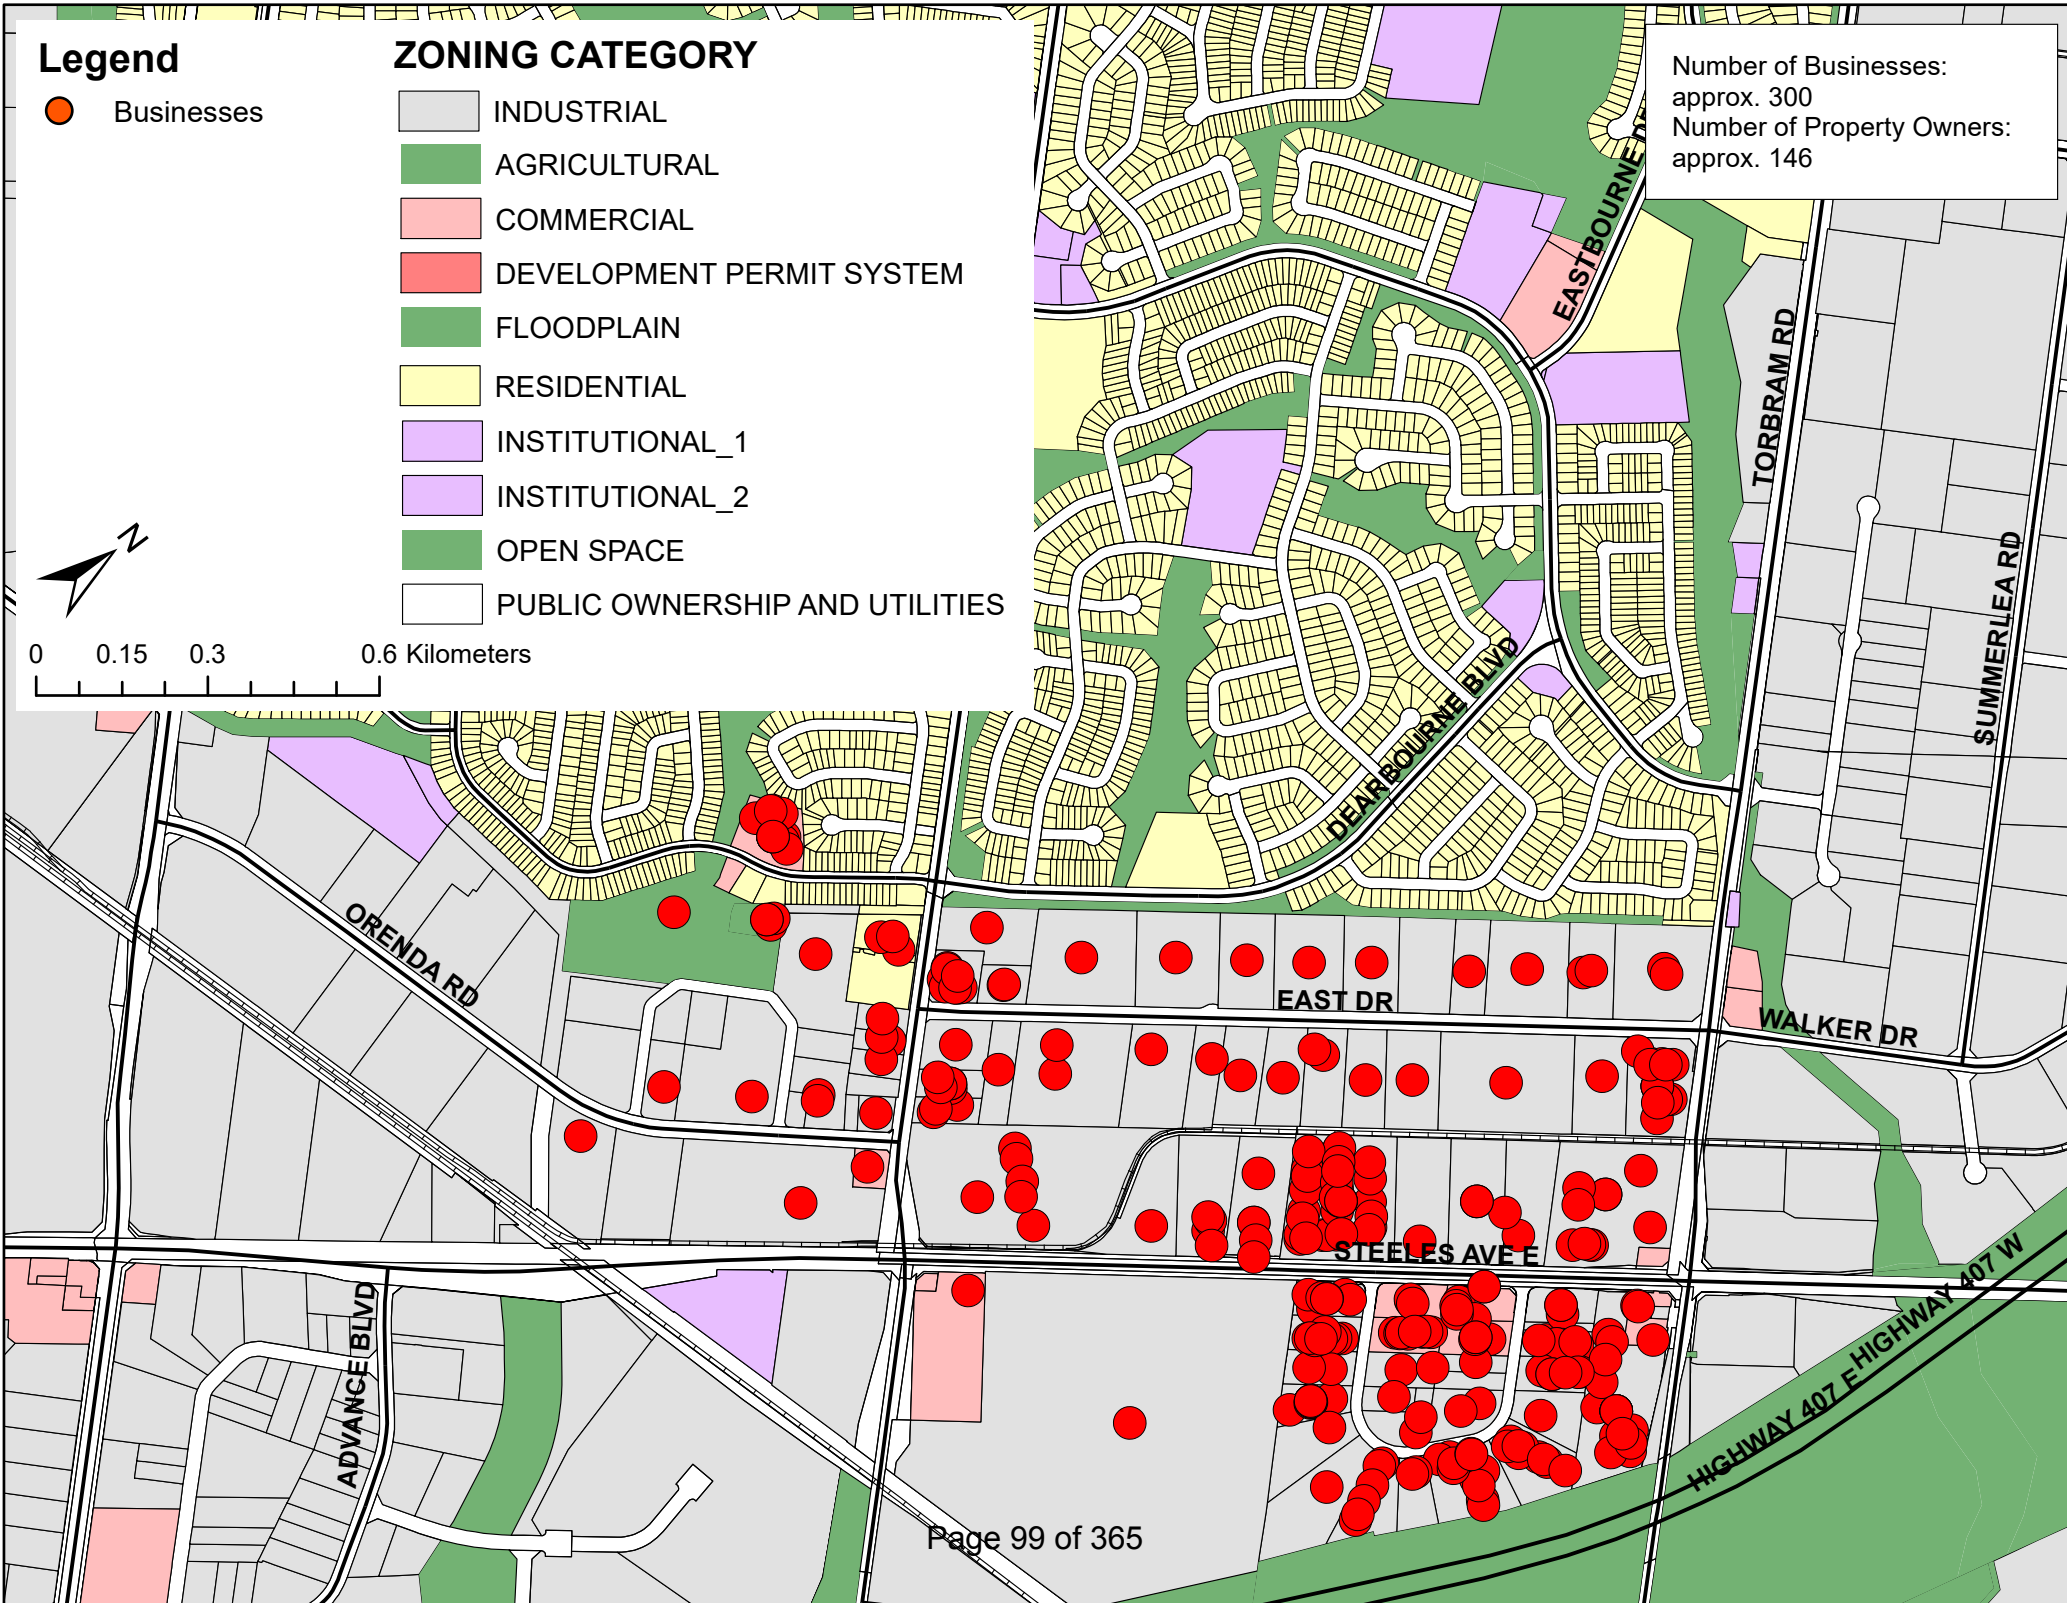 Legend
Businesses
ZONING CATEGORY
INDUSTRIAL
AGRICULTURAL
COMMERCIAL
DEVELOPMENT PERMIT SYSTEM
FLOODPLAIN
RESIDENTIAL
INSTITUTIONAL_1
INSTITUTIONAL_2
OPEN SPACE
PUBLIC OWNERSHIP AND UTILITIES
N
0 0.15 0.3 0.6 Kilometers
Number of Businesses:
approx. 300
Number of Property Owners:
approx. 146
EASTBOURNE DR
TORBRAM RD
SUMMERLEA RD
DEARBOURNE BLVD
ORENDA RD
EAST DR
WALKER DR
STEELES AVE E
HIGHWAY 407 W
HIGHWAY 407 E
ADVANCE BLVD
Page 99 of 365